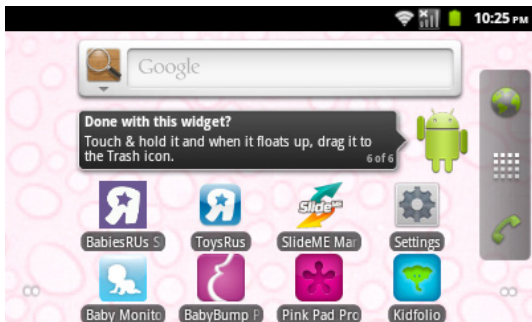 10:25 PM
Google
Done with this widget?
Touch & hold it and when it floats up, drag it to
the Trash icon.
6 of 6
SlideME
BabiesRUs S
ToysRus
SlideME Mar
Settings
Baby Monito
BabyBump P
Pink Pad Pro
Kidfolio